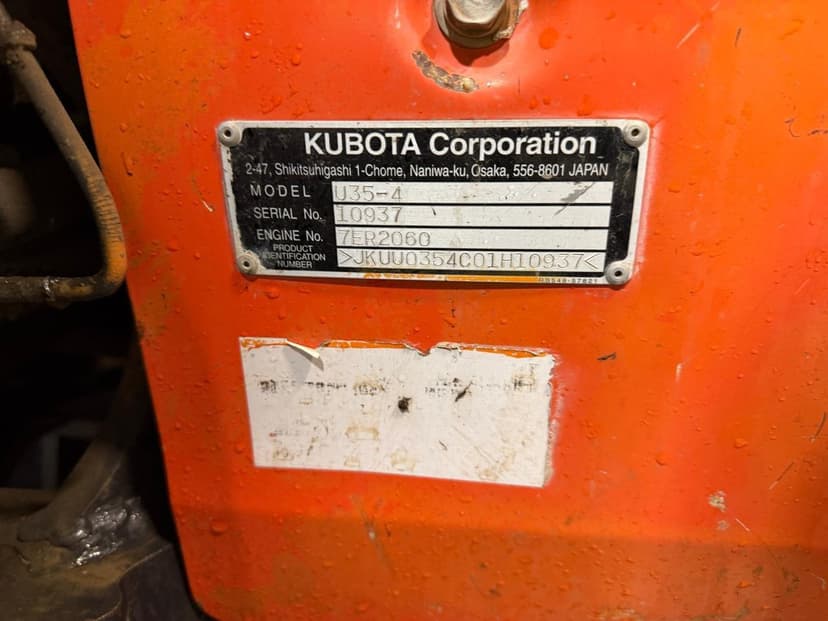 KUBOTA Corporation
2-47, Shikitsuhigashi 1-Chome, Naniwa-ku, Osaka, 556-8601 JAPAN
MODEL U35-4
SERIAL No. 10937
ENGINE No. 7ER2060
PRODUCT
IDENTIFICATION
NUMBER >JKUU0354C01H10937<